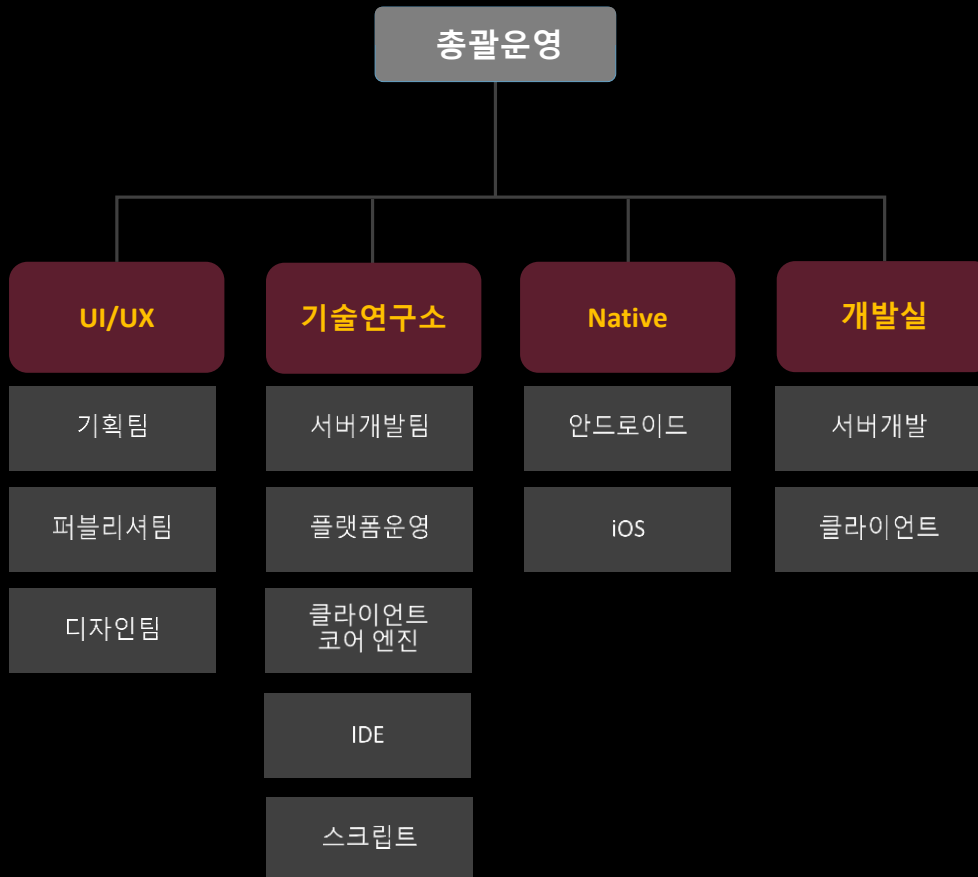 총괄운영
UI/UX
기술연구소
Native
개발실
기획팀
서버개발팀
안드로이드
서버개발
퍼블리셔팀
플랫폼운영
iOS
클라이언트
디자인팀
클라이언트
코어 엔진
IDE
스크립트